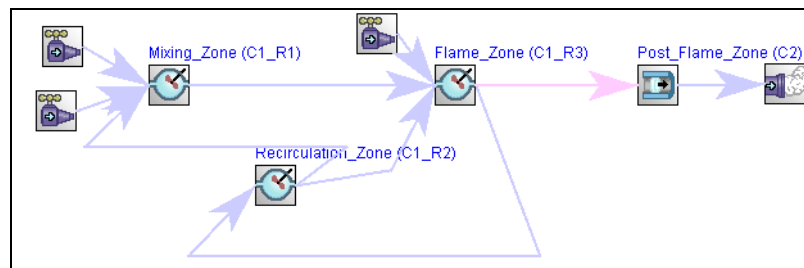 Mixing_Zone (C1_R1)
Flame_Zone (C1_R3)
Post_Flame_Zone (C2)
Recirculation_Zone (C1_R2)